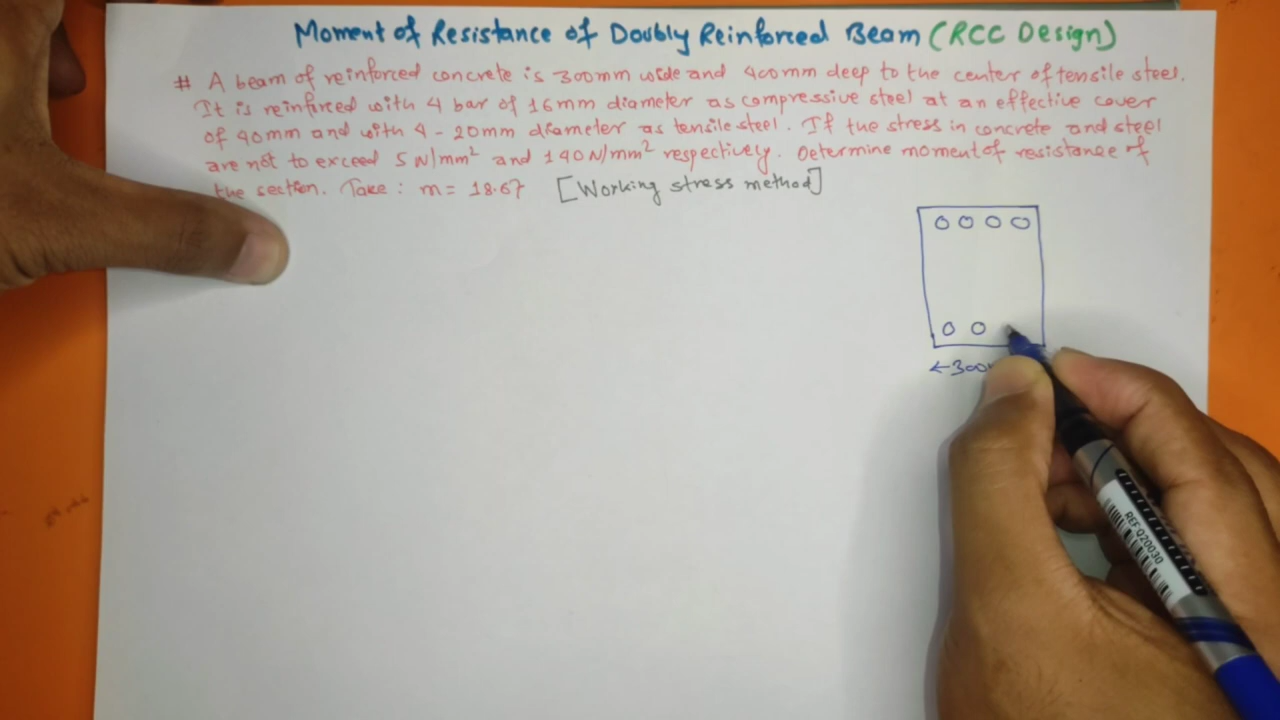 Moment of Resistance of Doubly Reinforced Beam (RCC Design)
# A beam of reinforced concrete is 300mm wide and 400mm deep to the center of tensile steel.
It is reinforced with 4 bar of 16mm diameter as compressive steel at an effective cover
of 40mm and with 4 - 20mm diameter as tensile steel. If the stress in concrete and steel
are not to exceed 5 N/mm² and 140 N/mm² respectively. Determine moment of resistance of
the section. Take : m = 18.67 [Working stress method]
←300
REF:020030